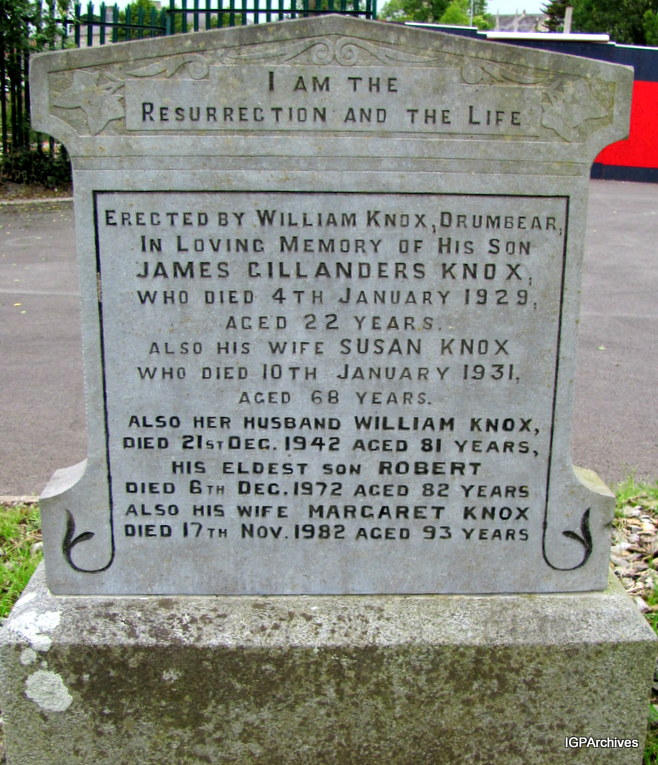 I AM THE
RESURRECTION AND THE LIFE
ERECTED BY WILLIAM KNOX, DRUMBEAR,
IN LOVING MEMORY OF HIS SON
JAMES GILLANDERS KNOX,
WHO DIED 4TH JANUARY 1929,
AGED 22 YEARS.
ALSO HIS WIFE SUSAN KNOX
WHO DIED 10TH JANUARY 1931,
AGED 68 YEARS.
ALSO HER HUSBAND WILLIAM KNOX,
DIED 21ST DEC. 1942 AGED 81 YEARS,
HIS ELDEST SON ROBERT
DIED 6TH DEC. 1972 AGED 82 YEARS
ALSO HIS WIFE MARGARET KNOX
DIED 17TH NOV. 1982 AGED 93 YEARS
IGPArchives